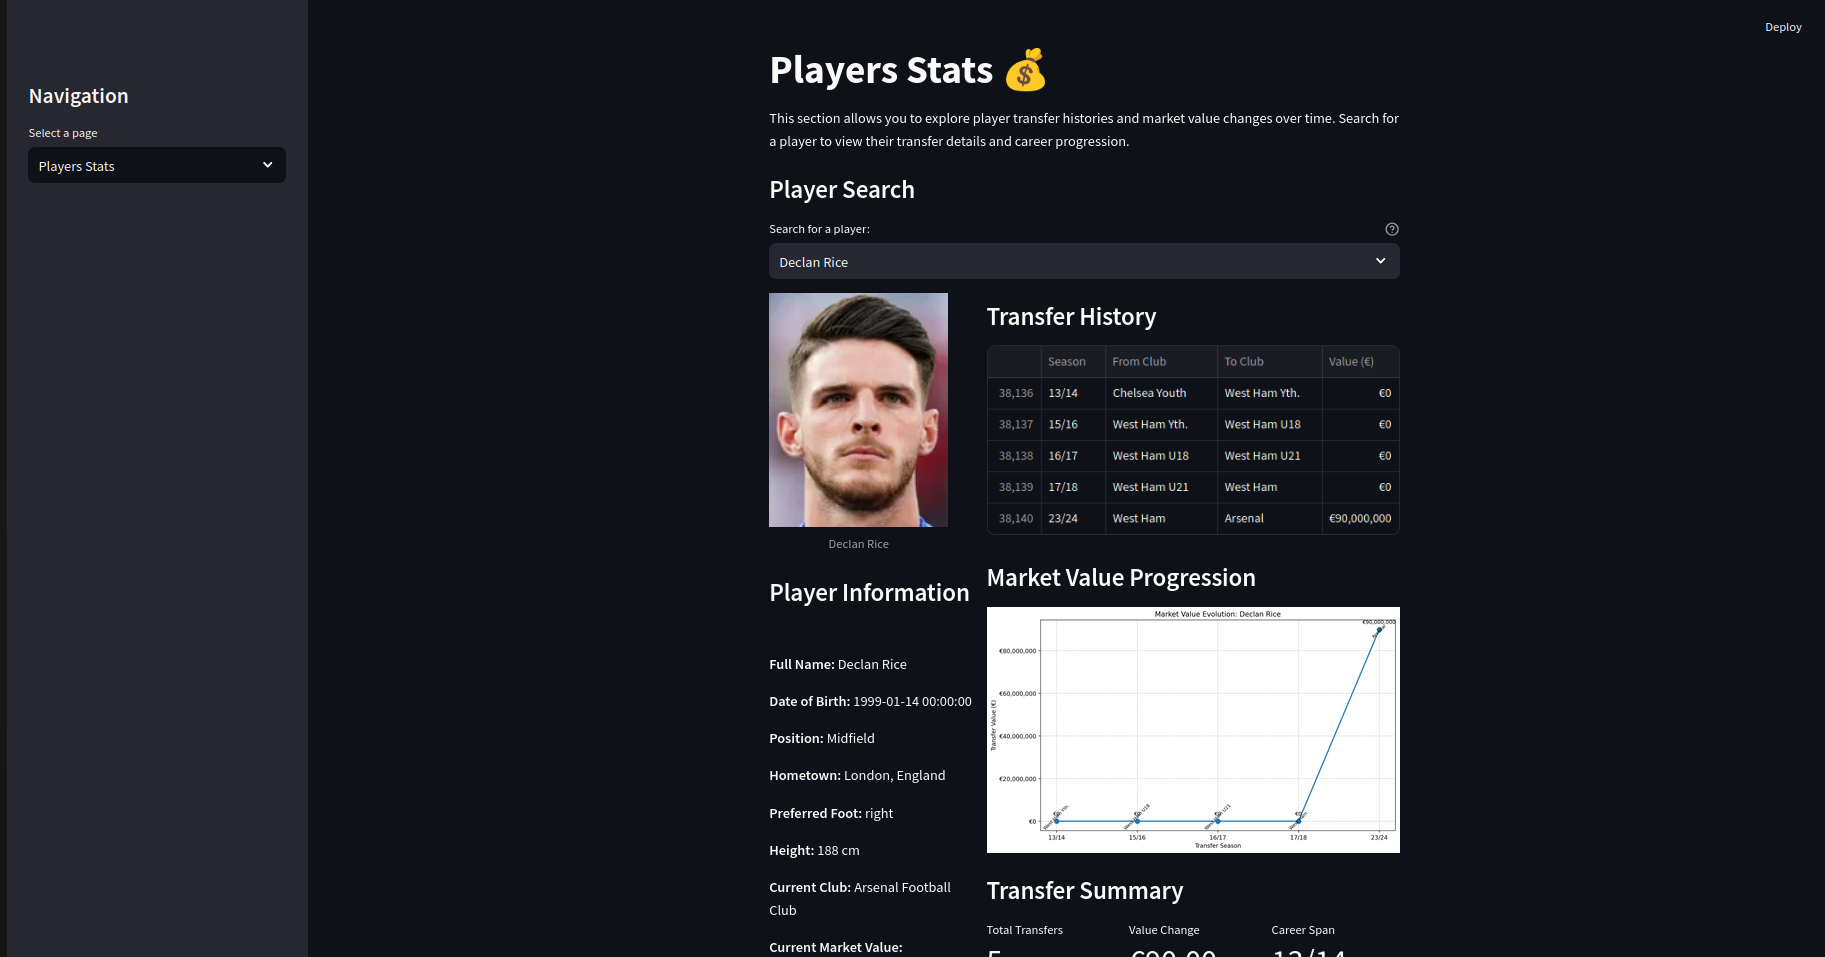 Deploy
Navigation
Select a page
Players Stats
Players Stats 💰
This section allows you to explore player transfer histories and market value changes over time. Search for
a player to view their transfer details and career progression.
Player Search
Search for a player:
Declan Rice
Declan Rice
Player Information
Full Name: Declan Rice
Date of Birth: 1999-01-14 00:00:00
Position: Midfield
Hometown: London, England
Preferred Foot: right
Height: 188 cm
Current Club: Arsenal Football
Club
Current Market Value:
Transfer History
Season From Club To Club Value (€)
38,136 13/14 Chelsea Youth West Ham Yth. €0
38,137 15/16 West Ham Yth. West Ham U18 €0
38,138 16/17 West Ham U18 West Ham U21 €0
38,139 17/18 West Ham U21 West Ham €0
38,140 23/24 West Ham Arsenal €90,000,000
Market Value Progression
Market Value Evolution: Declan Rice
€90,000,000
€80,000,000
€60,000,000
€40,000,000
€20,000,000
€0
Transfer Value (€)
13/14 15/16 16/17 17/18 23/24
Transfer Season
Transfer Summary
Total Transfers Value Change Career Span